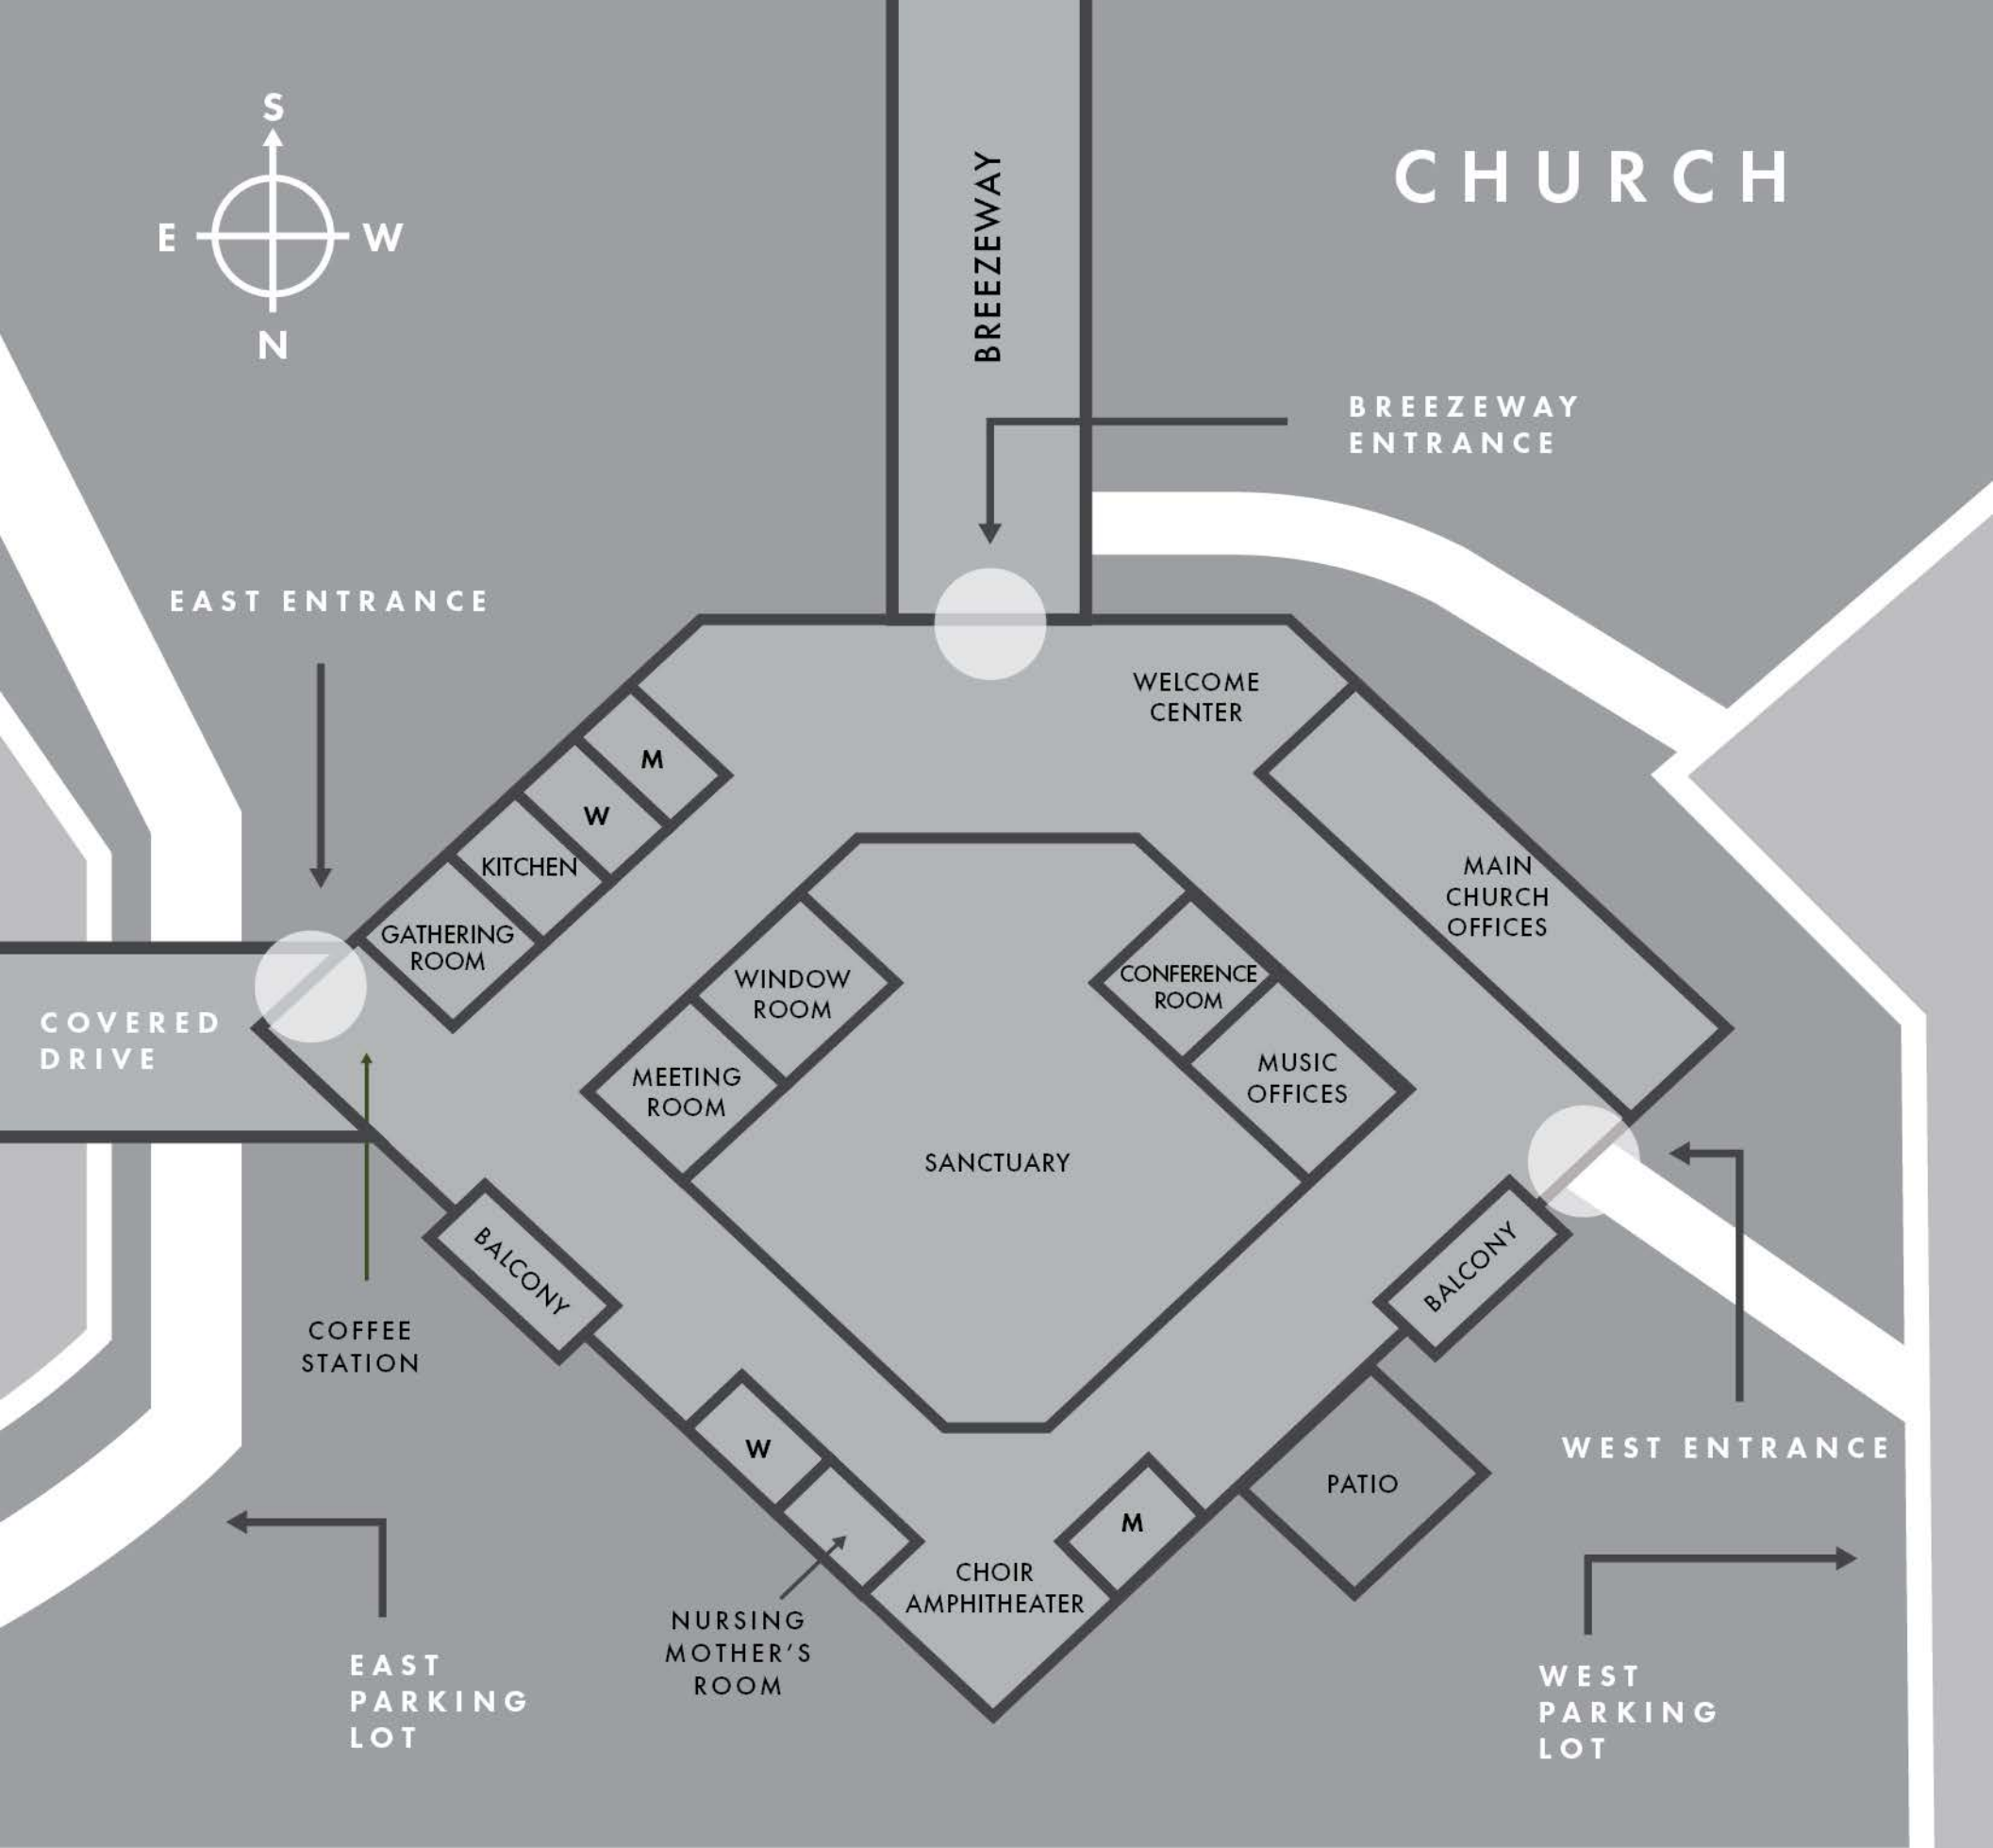 S
E
W
N
CHURCH
BREEZEWAY
BREEZEWAY
ENTRANCE
EAST ENTRANCE
WELCOME
CENTER
M
W
KITCHEN
GATHERING
ROOM
MAIN
CHURCH
OFFICES
WINDOW
ROOM
CONFERENCE
ROOM
COVERED
DRIVE
MEETING
ROOM
MUSIC
OFFICES
SANCTUARY
BALCONY
BALCONY
COFFEE
STATION
W
WEST ENTRANCE
PATIO
M
CHOIR
AMPHITHEATER
NURSING
MOTHER'S
ROOM
EAST
PARKING
LOT
WEST
PARKING
LOT